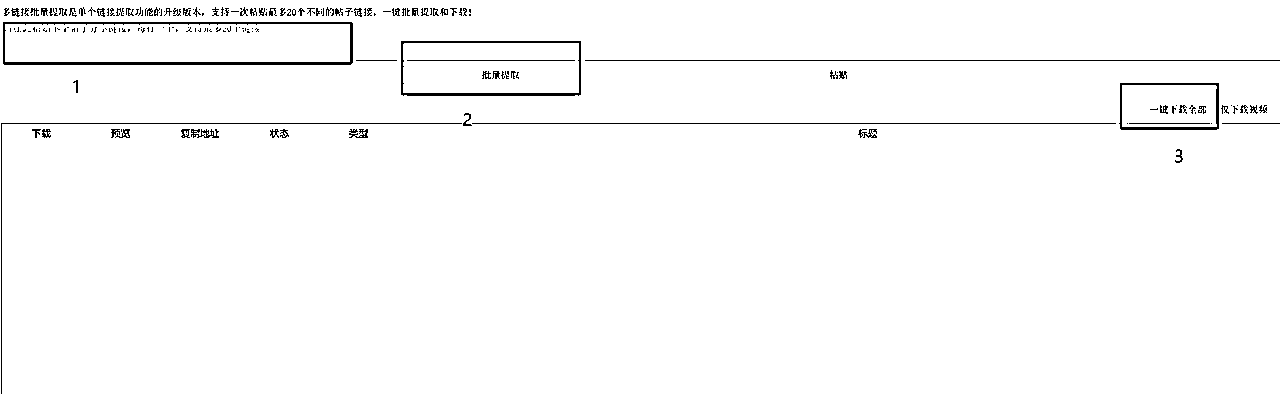 多链接批量提取是单个链接提取功能的升级版本，支持一次粘贴最多20个不同的帖子链接，一键批量提取和下载！
批量提取 粘贴
1
一键下载全部 仅下载视频
2
下载 预览 复制地址 状态 类型 标题
3